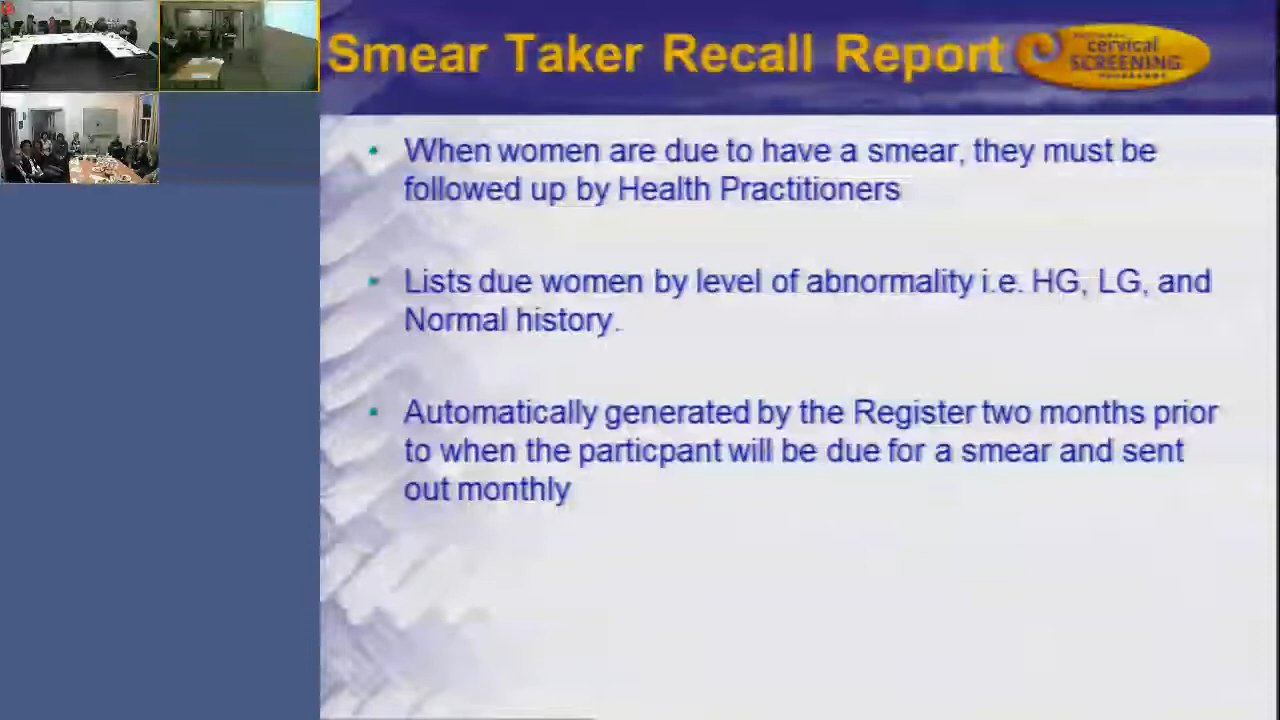 Smear Taker Recall Report
cervical
SCREENING
• When women are due to have a smear, they must be
followed up by Health Practitioners
• Lists due women by level of abnormality i.e. HG, LG, and
Normal history.
• Automatically generated by the Register two months prior
to when the particpant will be due for a smear and sent
out monthly